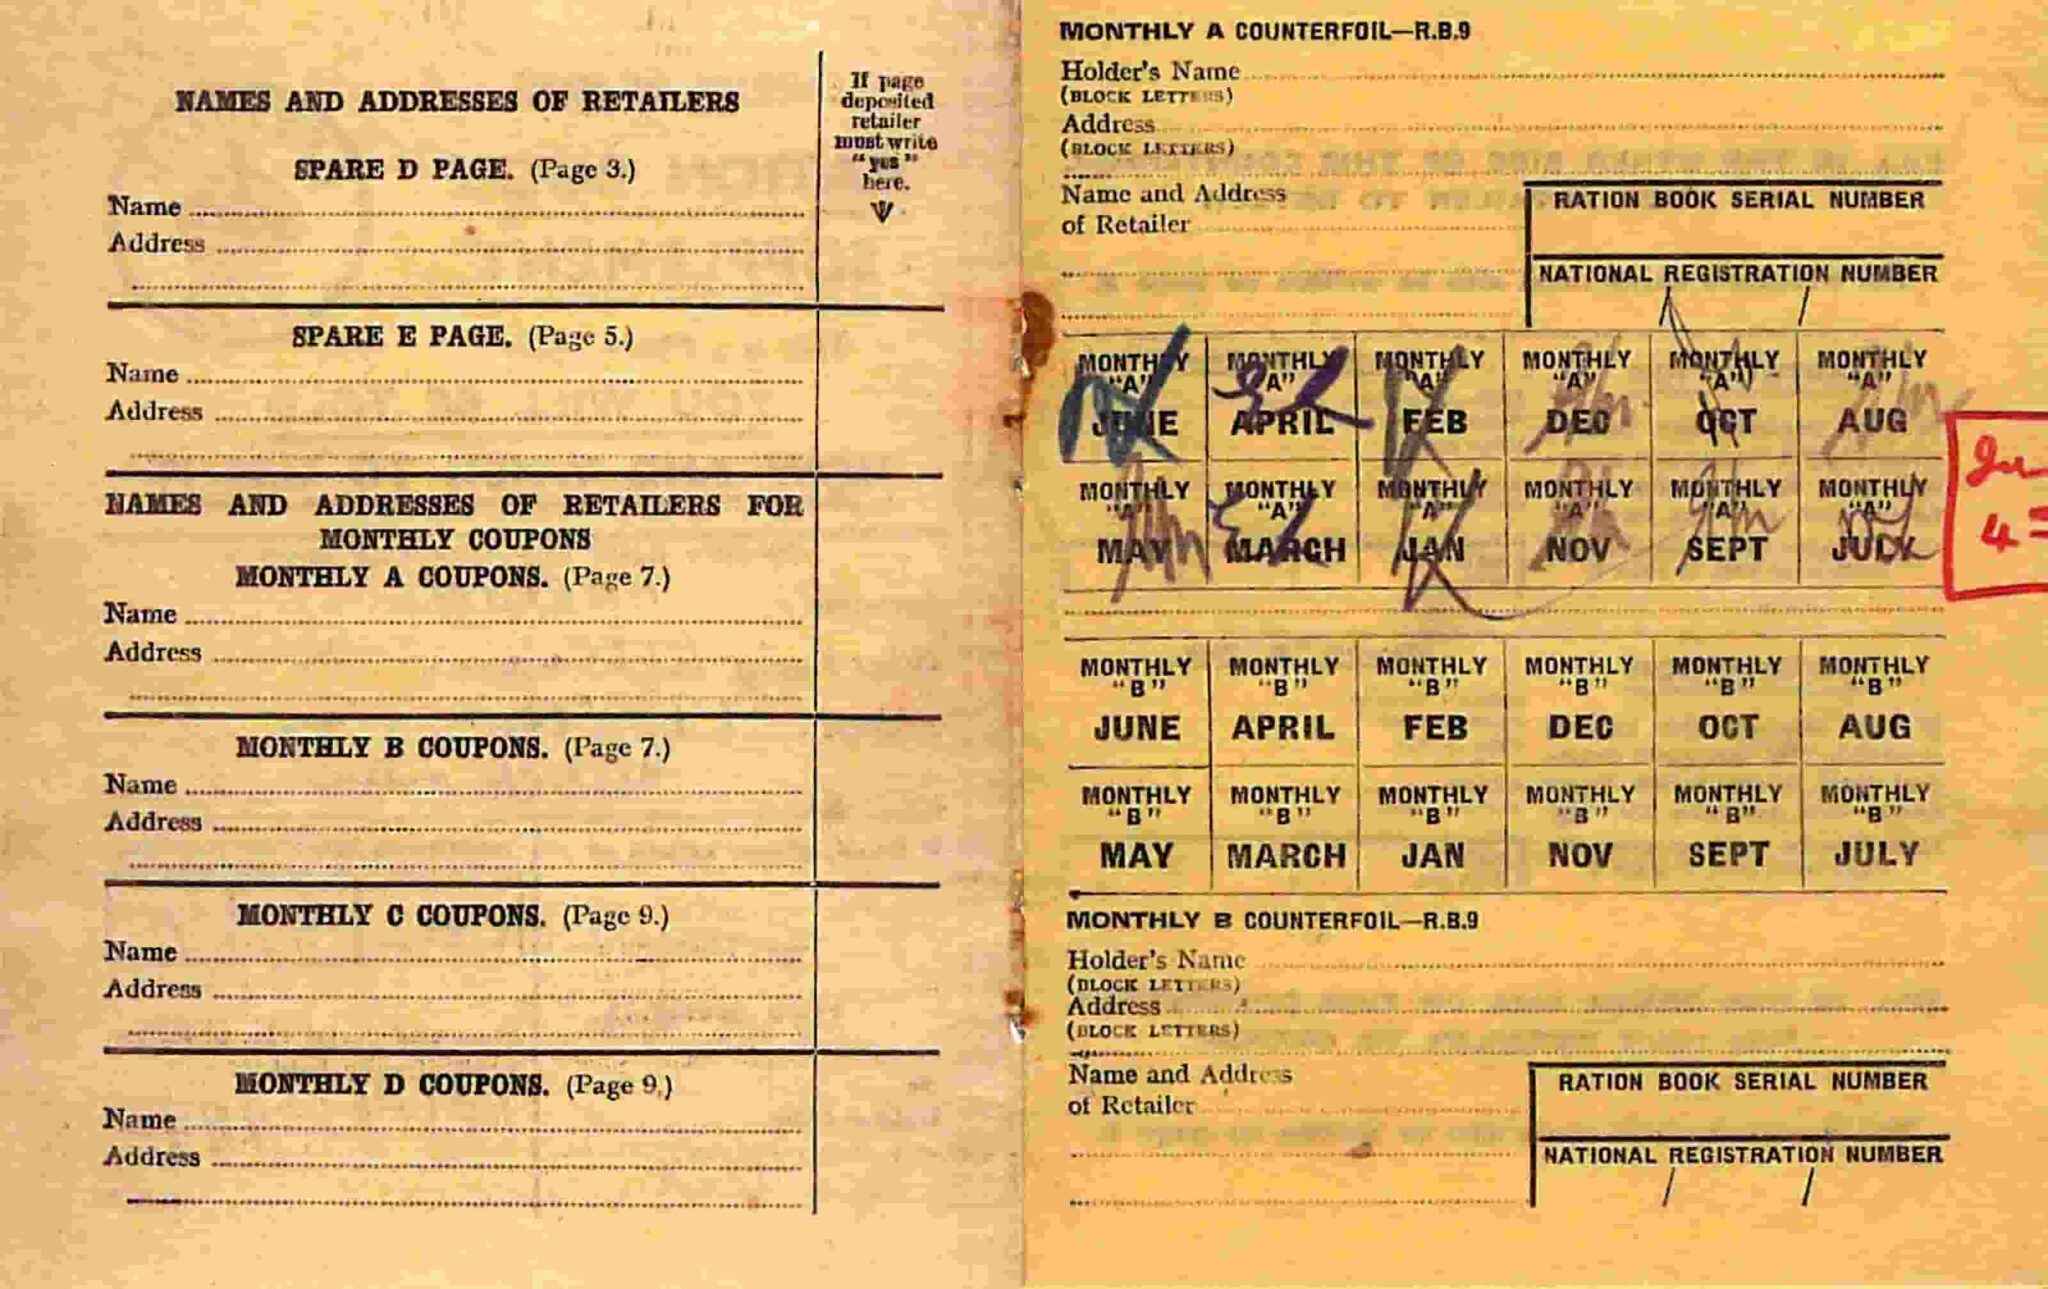 NAMES AND ADDRESSES OF RETAILERS
If page
deposited
retailer
must write
"yes"
here.
SPARE D PAGE. (Page 3.)
Name
Address
SPARE E PAGE. (Page 5.)
Name
Address
NAMES AND ADDRESSES OF RETAILERS FOR
MONTHLY COUPONS
MONTHLY A COUPONS. (Page 7.)
Name
Address
MONTHLY B COUPONS. (Page 7.)
Name
Address
MONTHLY C COUPONS. (Page 9.)
Name
Address
MONTHLY D COUPONS. (Page 9.)
Name
Address
MONTHLY A COUNTERFOIL—R.B.9
Holder's Name
(BLOCK LETTERS)
Address
(BLOCK LETTERS)
Name and Address
of Retailer
RATION BOOK SERIAL NUMBER
NATIONAL REGISTRATION NUMBER
/ /
MONTHLY MONTHLY MONTHLY MONTHLY MONTHLY MONTHLY
"A" "A" "A" "A" "A" "A"
JUNE APRIL FEB DEC OCT AUG
MONTHLY MONTHLY MONTHLY MONTHLY MONTHLY MONTHLY
"A" "A" "A" "A" "A" "A"
MAY MARCH JAN NOV SEPT JULY
4
MONTHLY MONTHLY MONTHLY MONTHLY MONTHLY MONTHLY
"B" "B" "B" "B" "B" "B"
JUNE APRIL FEB DEC OCT AUG
MONTHLY MONTHLY MONTHLY MONTHLY MONTHLY MONTHLY
"B" "B" "B" "B" "B" "B"
MAY MARCH JAN NOV SEPT JULY
MONTHLY B COUNTERFOIL—R.B.9
Holder's Name
(BLOCK LETTERS)
Address
(BLOCK LETTERS)
Name and Address
of Retailer
RATION BOOK SERIAL NUMBER
NATIONAL REGISTRATION NUMBER
/ /